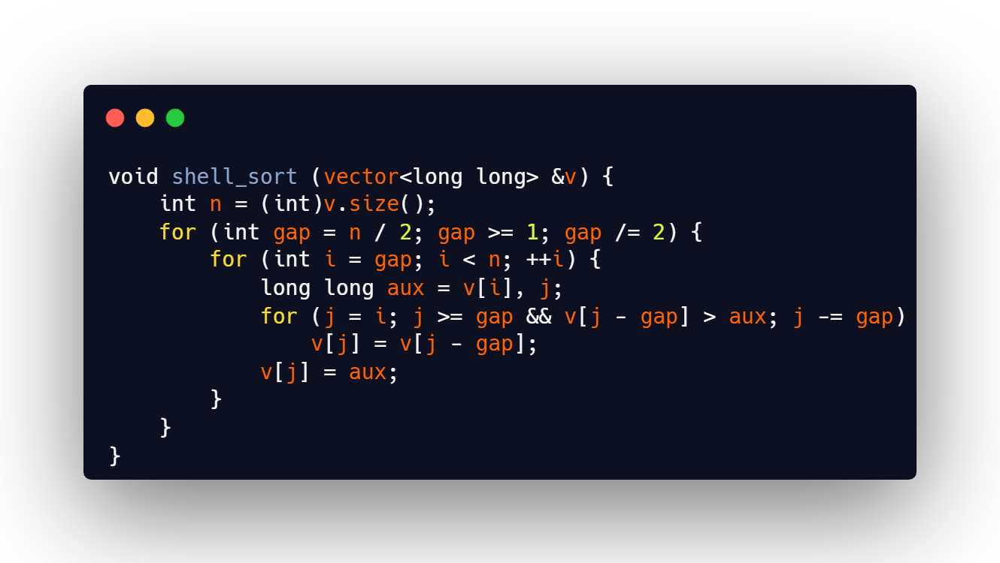 void shell_sort (vector<long long> &v) {
    int n = (int)v.size();
    for (int gap = n / 2; gap >= 1; gap /= 2) {
        for (int i = gap; i < n; ++i) {
            long long aux = v[i], j;
            for (j = i; j >= gap && v[j - gap] > aux; j -= gap)
                v[j] = v[j - gap];
            v[j] = aux;
        }
    }
}